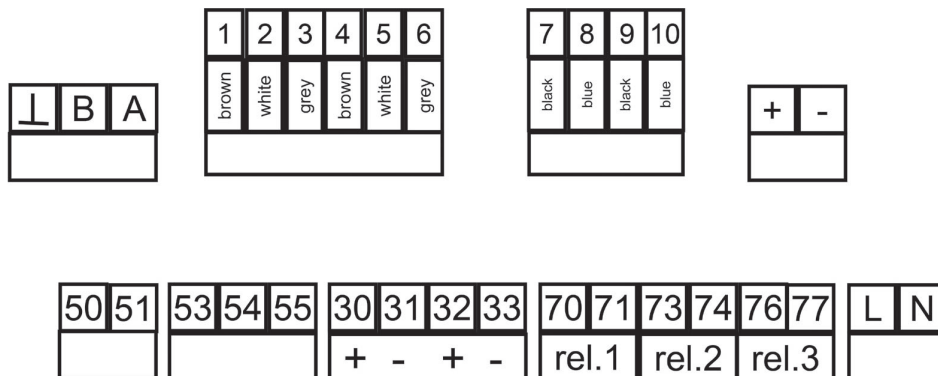 1 2 3 4 5 6
brown white grey brown white grey
7 8 9 10
black blue black blue
⊥ B A
+ -
50 51 53 54 55 30 31 32 33 70 71 73 74 76 77 L N
+ - + - rel.1 rel.2 rel.3